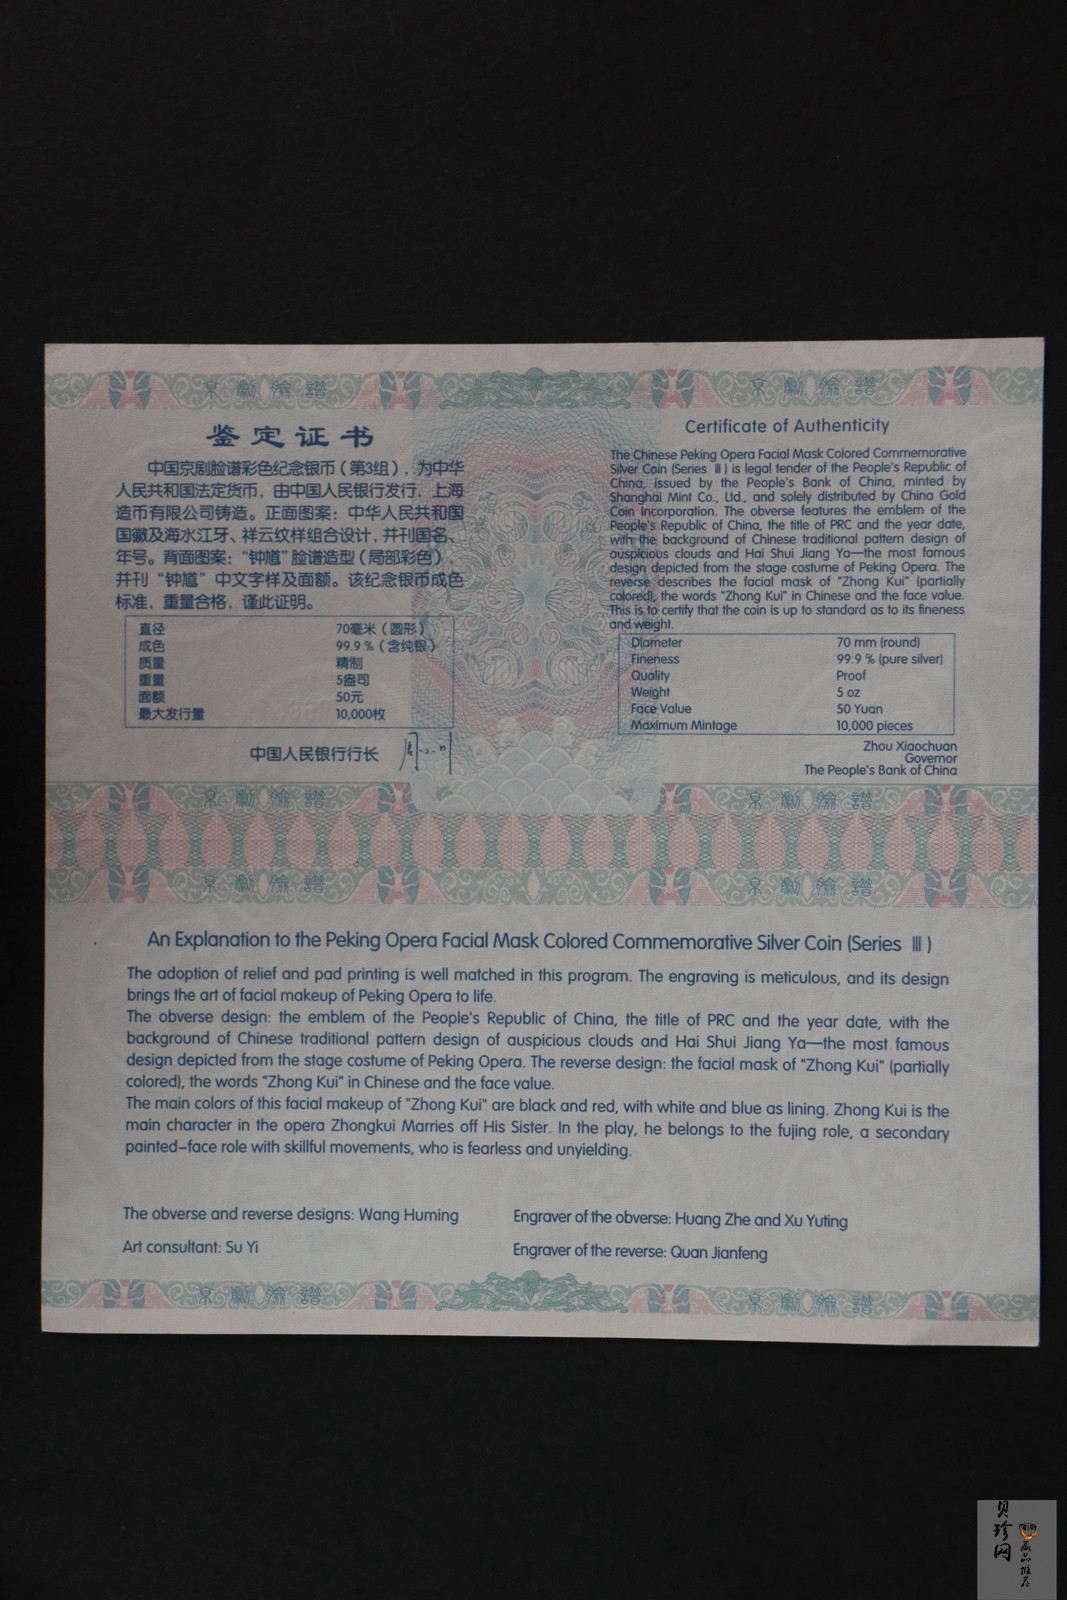 京剧脸谱 京剧脸谱
鉴定证书
中国京剧脸谱彩色纪念银币（第3组），为中华
人民共和国法定货币，由中国人民银行发行，上海
造币有限公司铸造。正面图案：中华人民共和国
国徽及海水江牙、祥云纹样组合设计，并刊国名、
年号。背面图案：“钟馗”脸谱造型（局部彩色），
并刊“钟馗”中文字样及面额。该纪念银币成色
标准，重量合格，谨此证明。
直径 70毫米（圆形）
成色 99.9％（含纯银）
质量 精制
重量 5盎司
面额 50元
最大发行量 10,000枚
中国人民银行行长
Certificate of Authenticity
The Chinese Peking Opera Facial Mask Colored Commemorative
Silver Coin (Series Ⅲ) is legal tender of the People's Republic of
China, issued by the People's Bank of China, minted by
Shanghai Mint Co., Ltd., and solely distributed by China Gold
Coin Incorporation. The obverse features the emblem of the
People's Republic of China, the title of PRC and the year date,
with the background of Chinese traditional pattern design of
auspicious clouds and Hai Shui Jiang Ya—the most famous
design depicted from the stage costume of Peking Opera. The
reverse describes the facial mask of "Zhong Kui" (partially
colored), the words "Zhong Kui" in Chinese and the face value.
This is to certify that the coin is up to standard as to its fineness
and weight.
Diameter 70 mm (round)
Fineness 99.9 % (pure silver)
Quality Proof
Weight 5 oz
Face Value 50 Yuan
Maximum Mintage 10,000 pieces
Zhou Xiaochuan
Governor
The People's Bank of China
京劇臉譜 京劇臉譜
京劇臉譜 京劇臉譜
An Explanation to the Peking Opera Facial Mask Colored Commemorative Silver Coin (Series Ⅲ)
The adoption of relief and pad printing is well matched in this program. The engraving is meticulous, and its design
brings the art of facial makeup of Peking Opera to life.
The obverse design: the emblem of the People's Republic of China, the title of PRC and the year date, with the
background of Chinese traditional pattern design of auspicious clouds and Hai Shui Jiang Ya—the most famous
design depicted from the stage costume of Peking Opera. The reverse design: the facial mask of "Zhong Kui" (partially
colored), the words "Zhong Kui" in Chinese and the face value.
The main colors of this facial makeup of "Zhong Kui" are black and red, with white and blue as lining. Zhong Kui is the
main character in the opera Zhongkui Marries off His Sister. In the play, he belongs to the fujing role, a secondary
painted-face role with skillful movements, who is fearless and unyielding.
The obverse and reverse designs: Wang Huming
Engraver of the obverse: Huang Zhe and Xu Yuting
Art consultant: Su Yi
Engraver of the reverse: Quan Jianfeng
京劇臉譜 京劇臉譜
贝珍网
藏品推荐